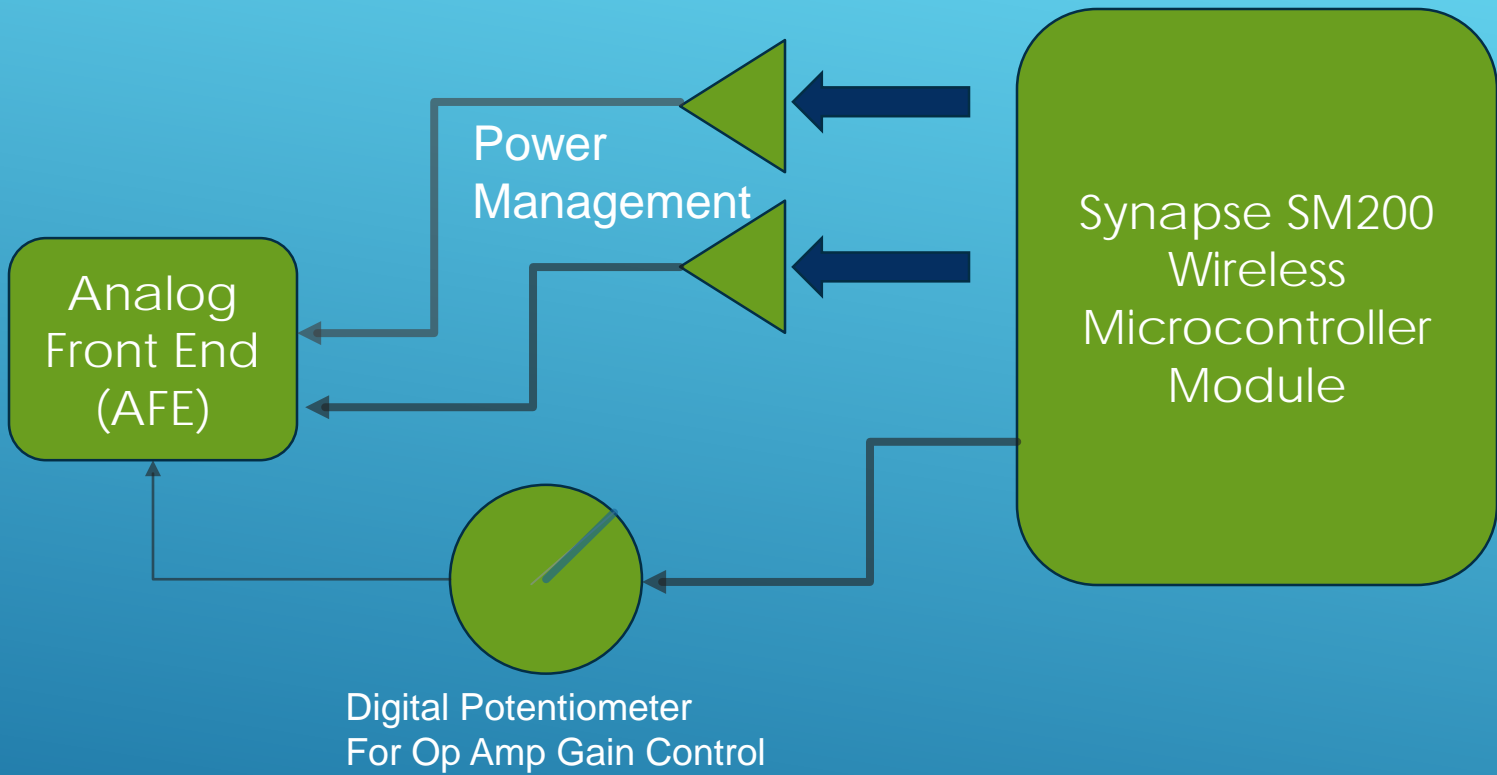 Power
Management
Analog
Front End
(AFE)
Synapse SM200
Wireless
Microcontroller
Module
Digital Potentiometer
For Op Amp Gain Control